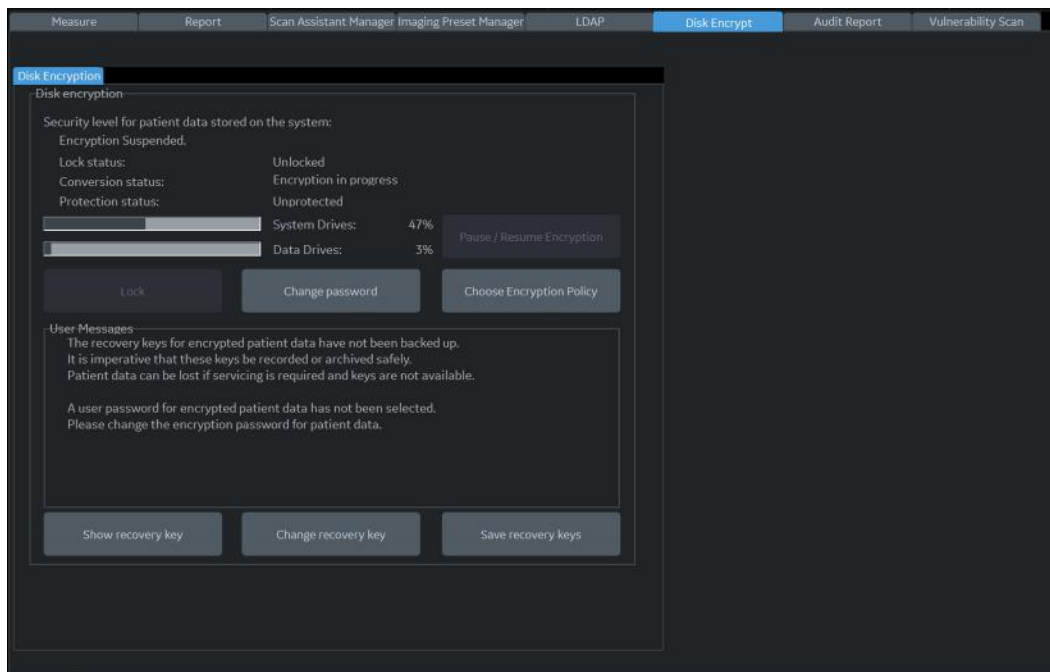 Measure Report Scan Assistant Manager Imaging Preset Manager LDAP Disk Encrypt Audit Report Vulnerability Scan
Disk Encryption
Disk encryption
Security level for patient data stored on the system:
Encryption Suspended.
Lock status: Unlocked
Conversion status: Encryption in progress
Protection status: Unprotected
System Drives: 47%
Pause / Resume Encryption
Data Drives: 3%
Lock Change password Choose Encryption Policy
User Messages
The recovery keys for encrypted patient data have not been backed up.
It is imperative that these keys be recorded or archived safely.
Patient data can be lost if servicing is required and keys are not available.
A user password for encrypted patient data has not been selected.
Please change the encryption password for patient data.
Show recovery key Change recovery key Save recovery keys